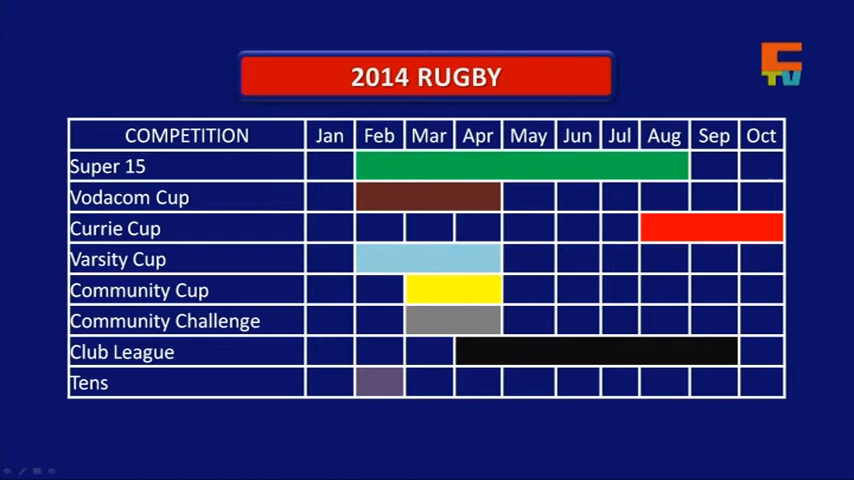 2014 RUGBY
C
TV
COMPETITION Jan Feb Mar Apr May Jun Jul Aug Sep Oct
Super 15
Vodacom Cup
Currie Cup
Varsity Cup
Community Cup
Community Challenge
Club League
Tens